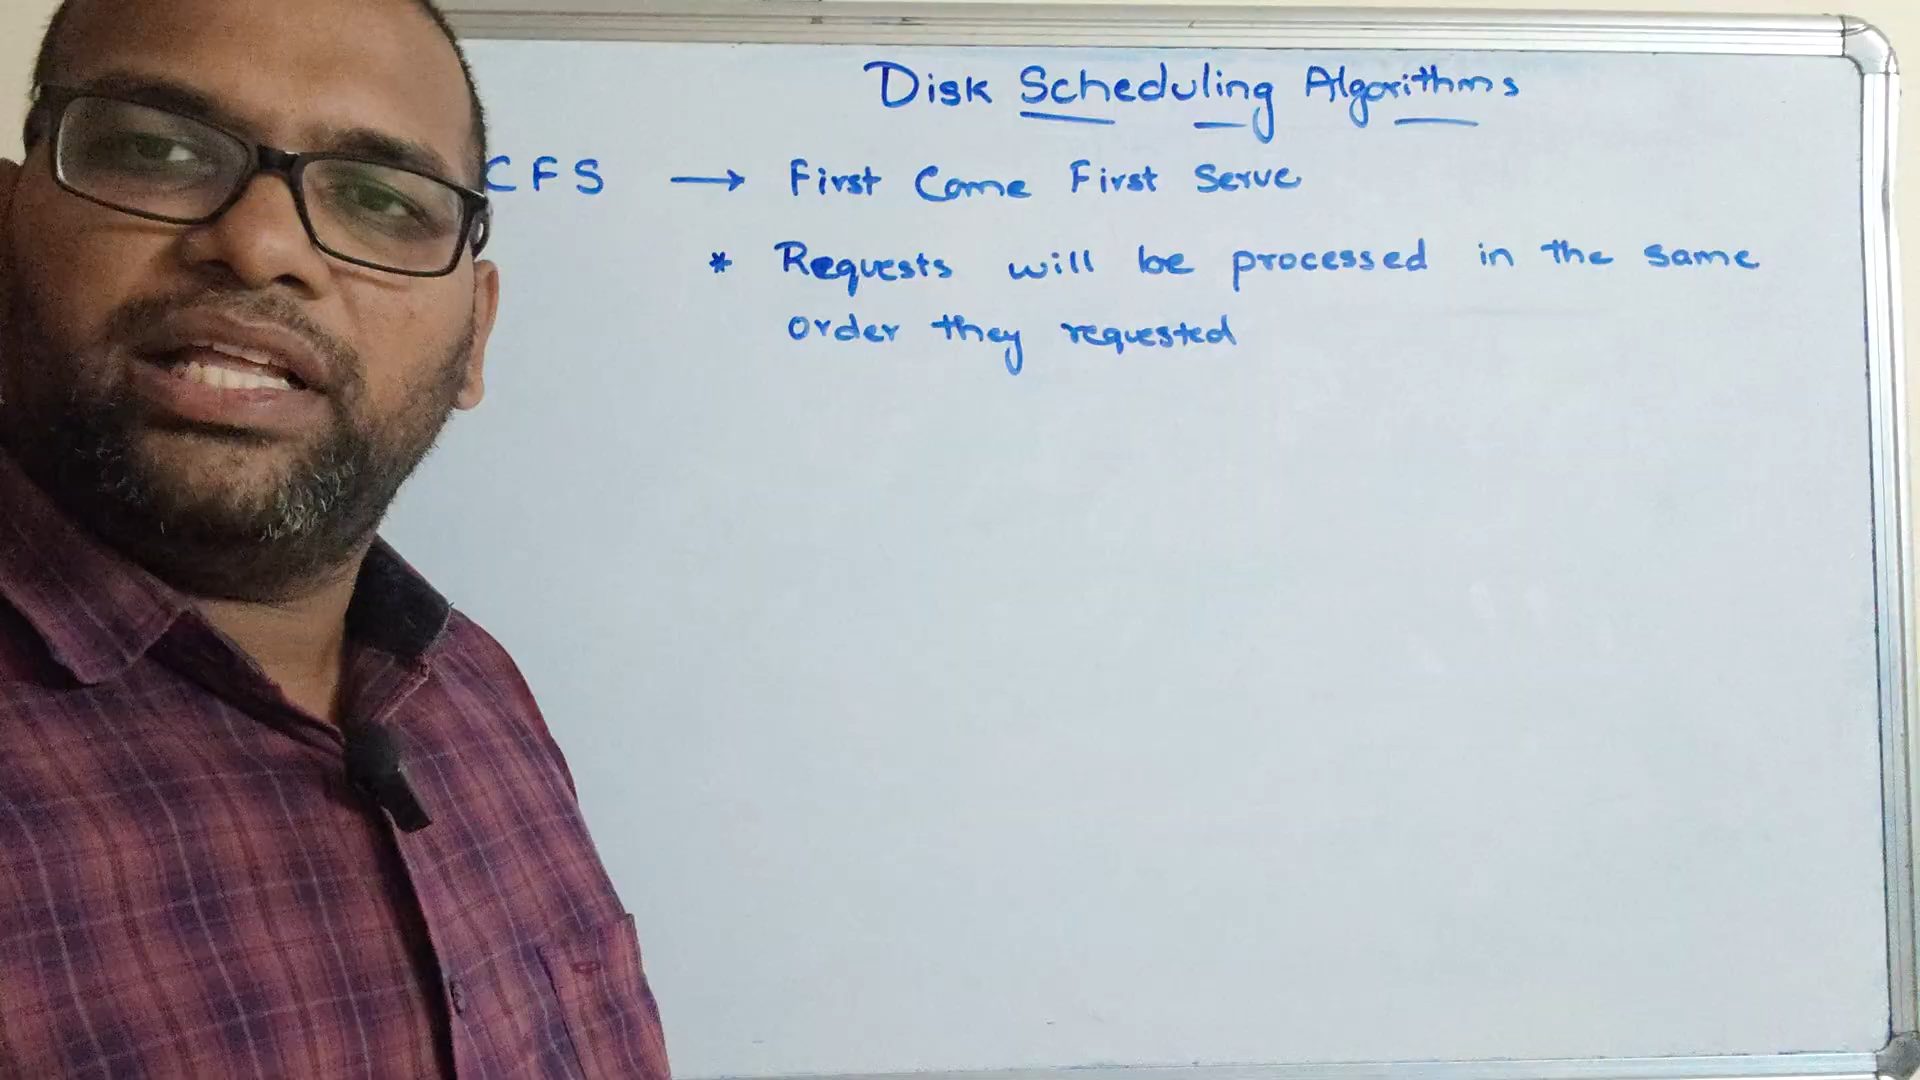 Disk Scheduling Algorithms
CFS → First Come First Serve
* Requests will be processed in the same
order they requested